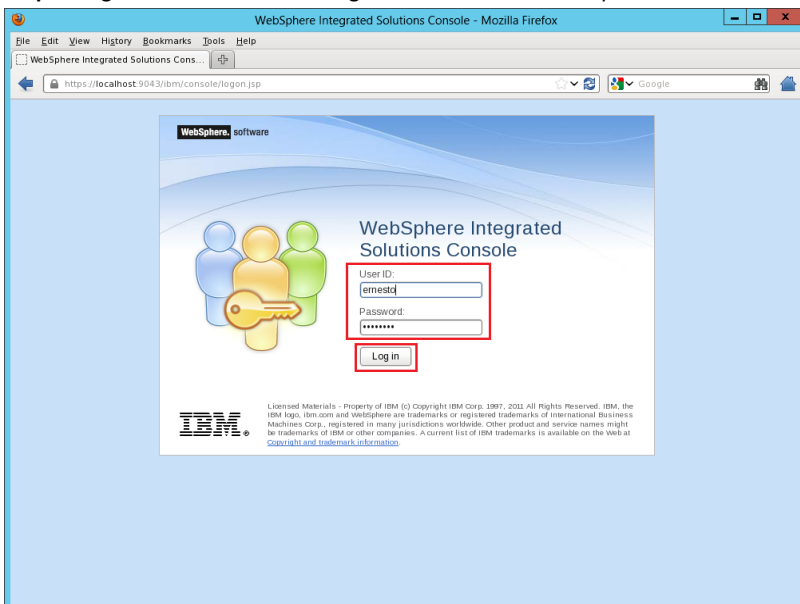 WebSphere Integrated Solutions Console - Mozilla Firefox
File Edit View History Bookmarks Tools Help
WebSphere Integrated Solutions Cons...
https://localhost:9043/ibm/console/logon.jsp
Google
WebSphere. software
WebSphere Integrated
Solutions Console
User ID:
ernesto
Password:
••••••••
Log in
Licensed Materials - Property of IBM (c) Copyright IBM Corp. 1997, 2011 All Rights Reserved. IBM, the
IBM logo, ibm.com and WebSphere are trademarks or registered trademarks of International Business
Machines Corp., registered in many jurisdictions worldwide. Other product and service names might
be trademarks of IBM or other companies. A current list of IBM trademarks is available on the Web at
Copyright and trademark information.
IBM